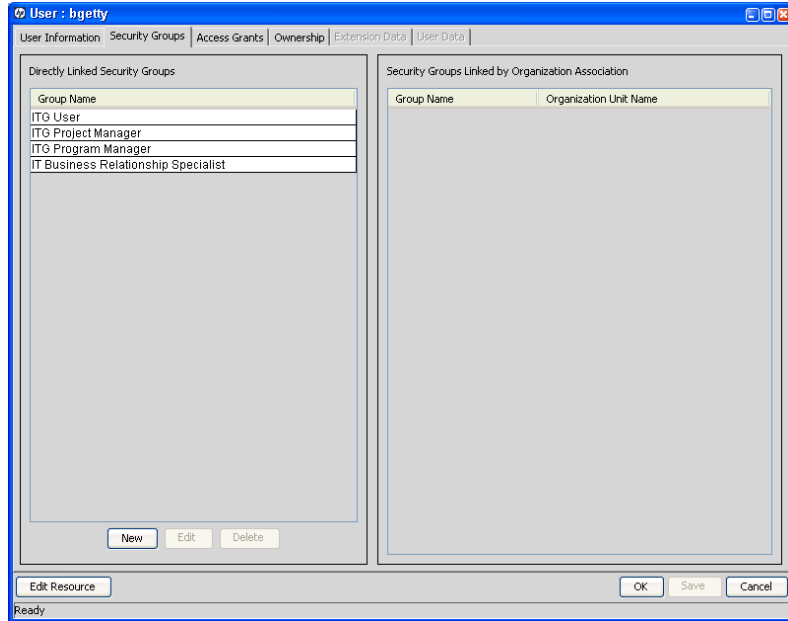 User : bgetty
User Information Security Groups Access Grants Ownership Extension Data User Data
Directly Linked Security Groups
Group Name
ITG User
ITG Project Manager
ITG Program Manager
IT Business Relationship Specialist
New Edit Delete
Security Groups Linked by Organization Association
Group Name Organization Unit Name
Edit Resource OK Save Cancel
Ready